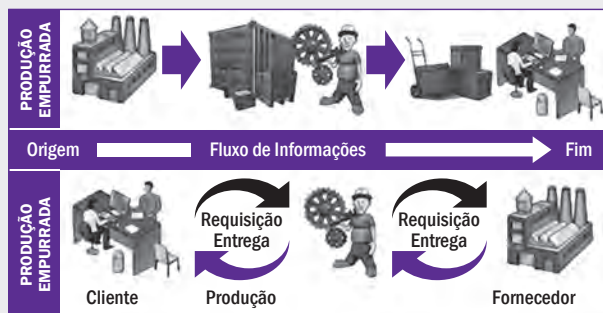 PRODUÇÃO
EMPURRADA
Origem
Fluxo de Informações
Fim
PRODUÇÃO
EMPURRADA
Requisição
Entrega
Requisição
Entrega
Cliente
Produção
Fornecedor